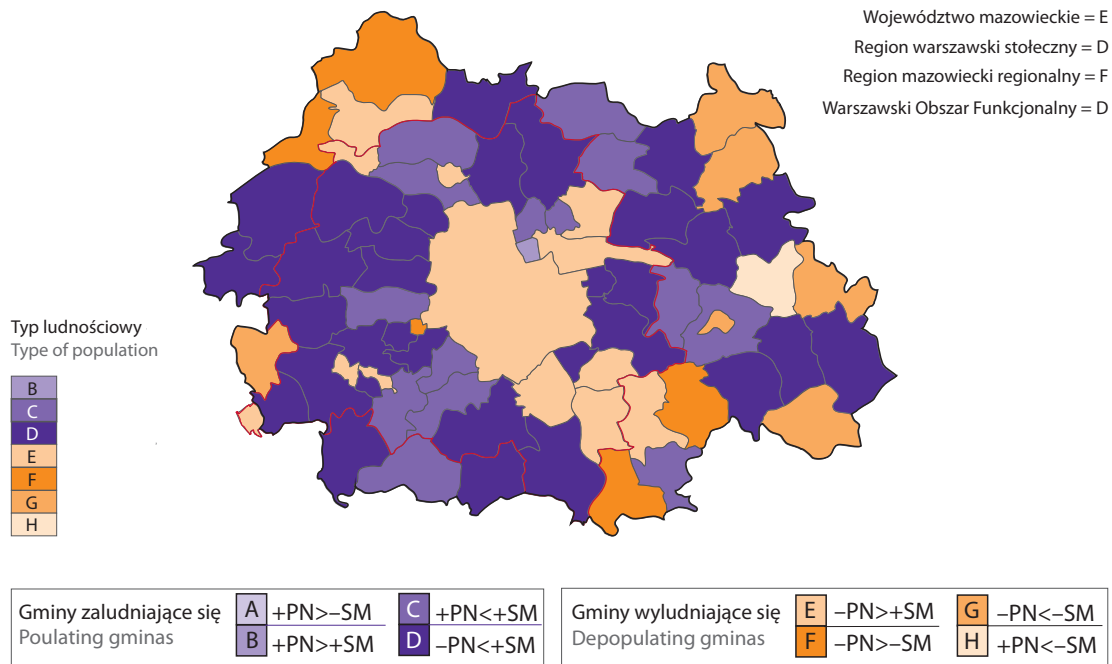 Województwo mazowieckie = E
Region warszawski stołeczny = D
Region mazowiecki regionalny = F
Warszawski Obszar Funkcjonalny = D
Typ ludnościowy
Type of population
B
C
D
E
F
G
H
Gminy zaludniające się
Poulating gminas
A +PN>–SM
B +PN>+SM
C +PN<+SM
D –PN<+SM
Gminy wyludniające się
Depopulating gminas
E –PN>+SM
F –PN>–SM
G –PN<–SM
H +PN<–SM